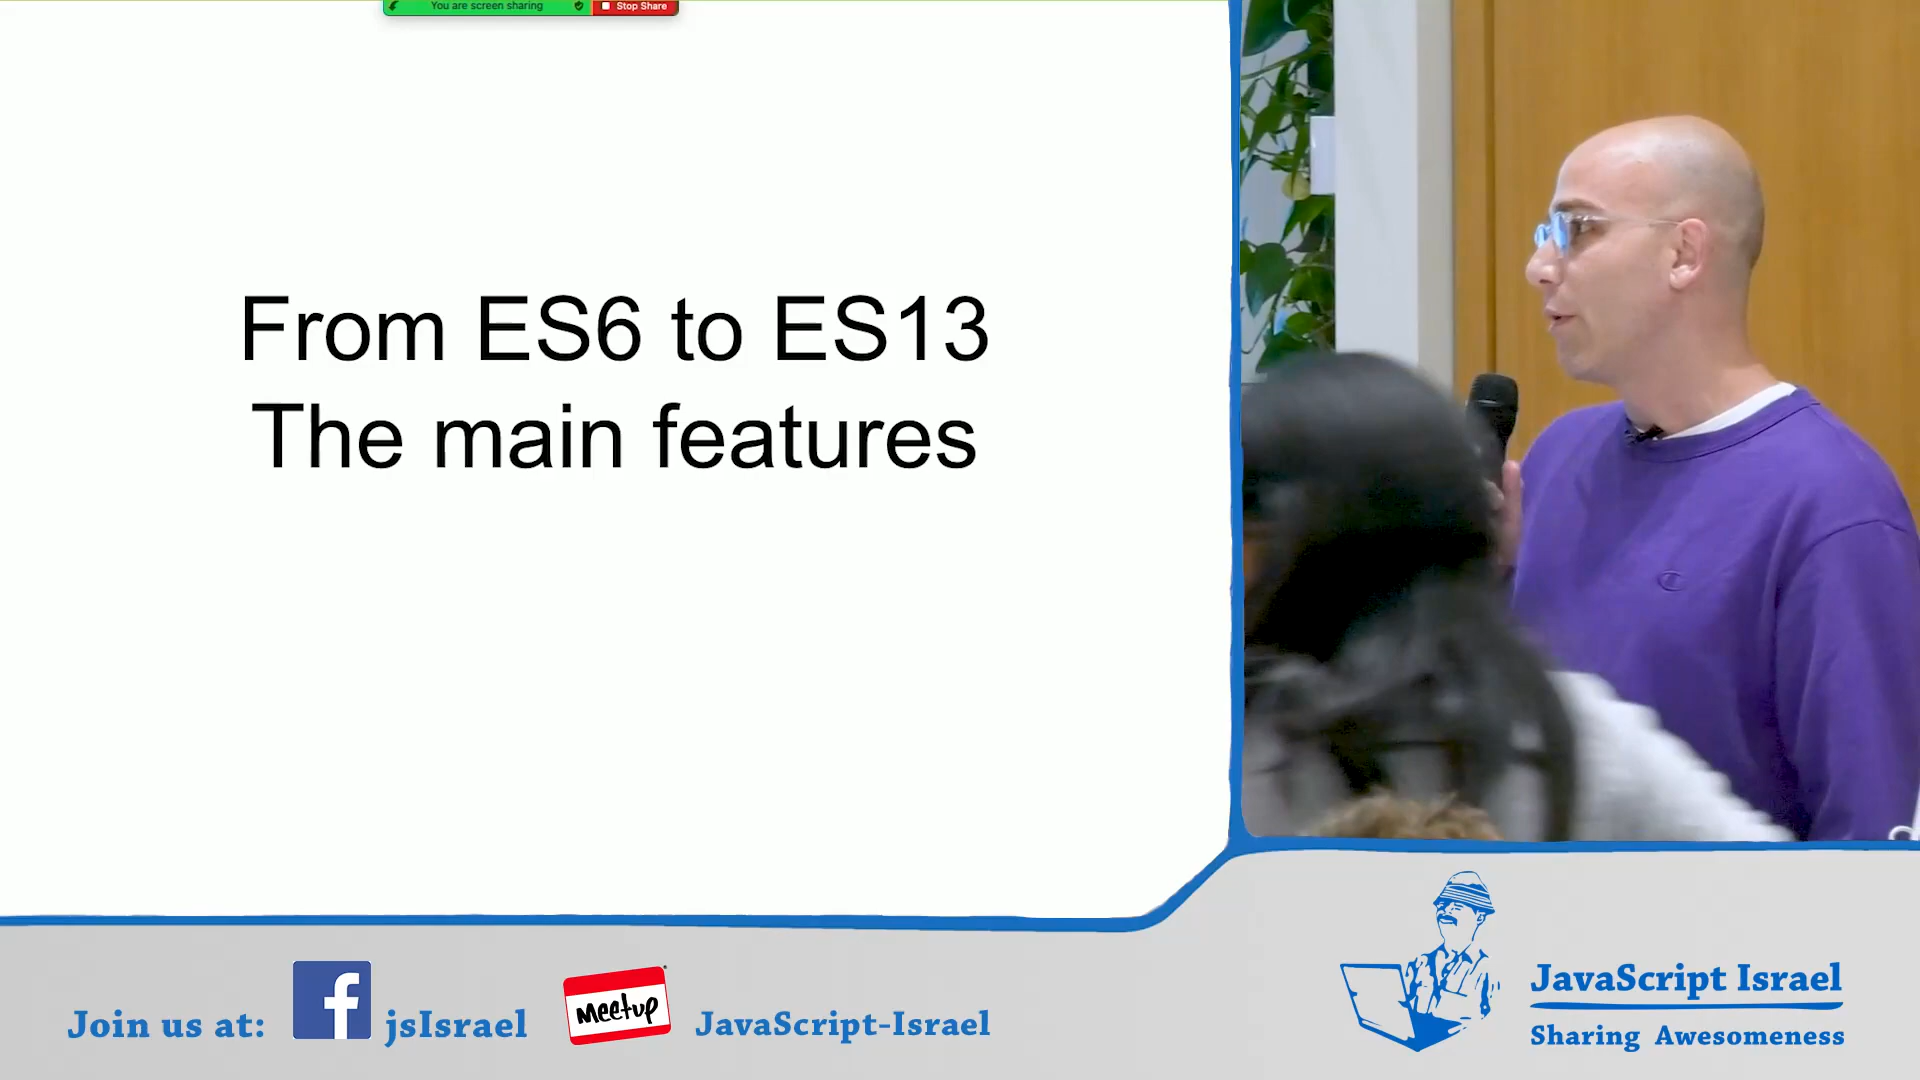 You are screen sharing
Stop Share
From ES6 to ES13
The main features
Join us at:
jsIsrael
meetup
JavaScript-Israel
JavaScript Israel
Sharing Awesomeness